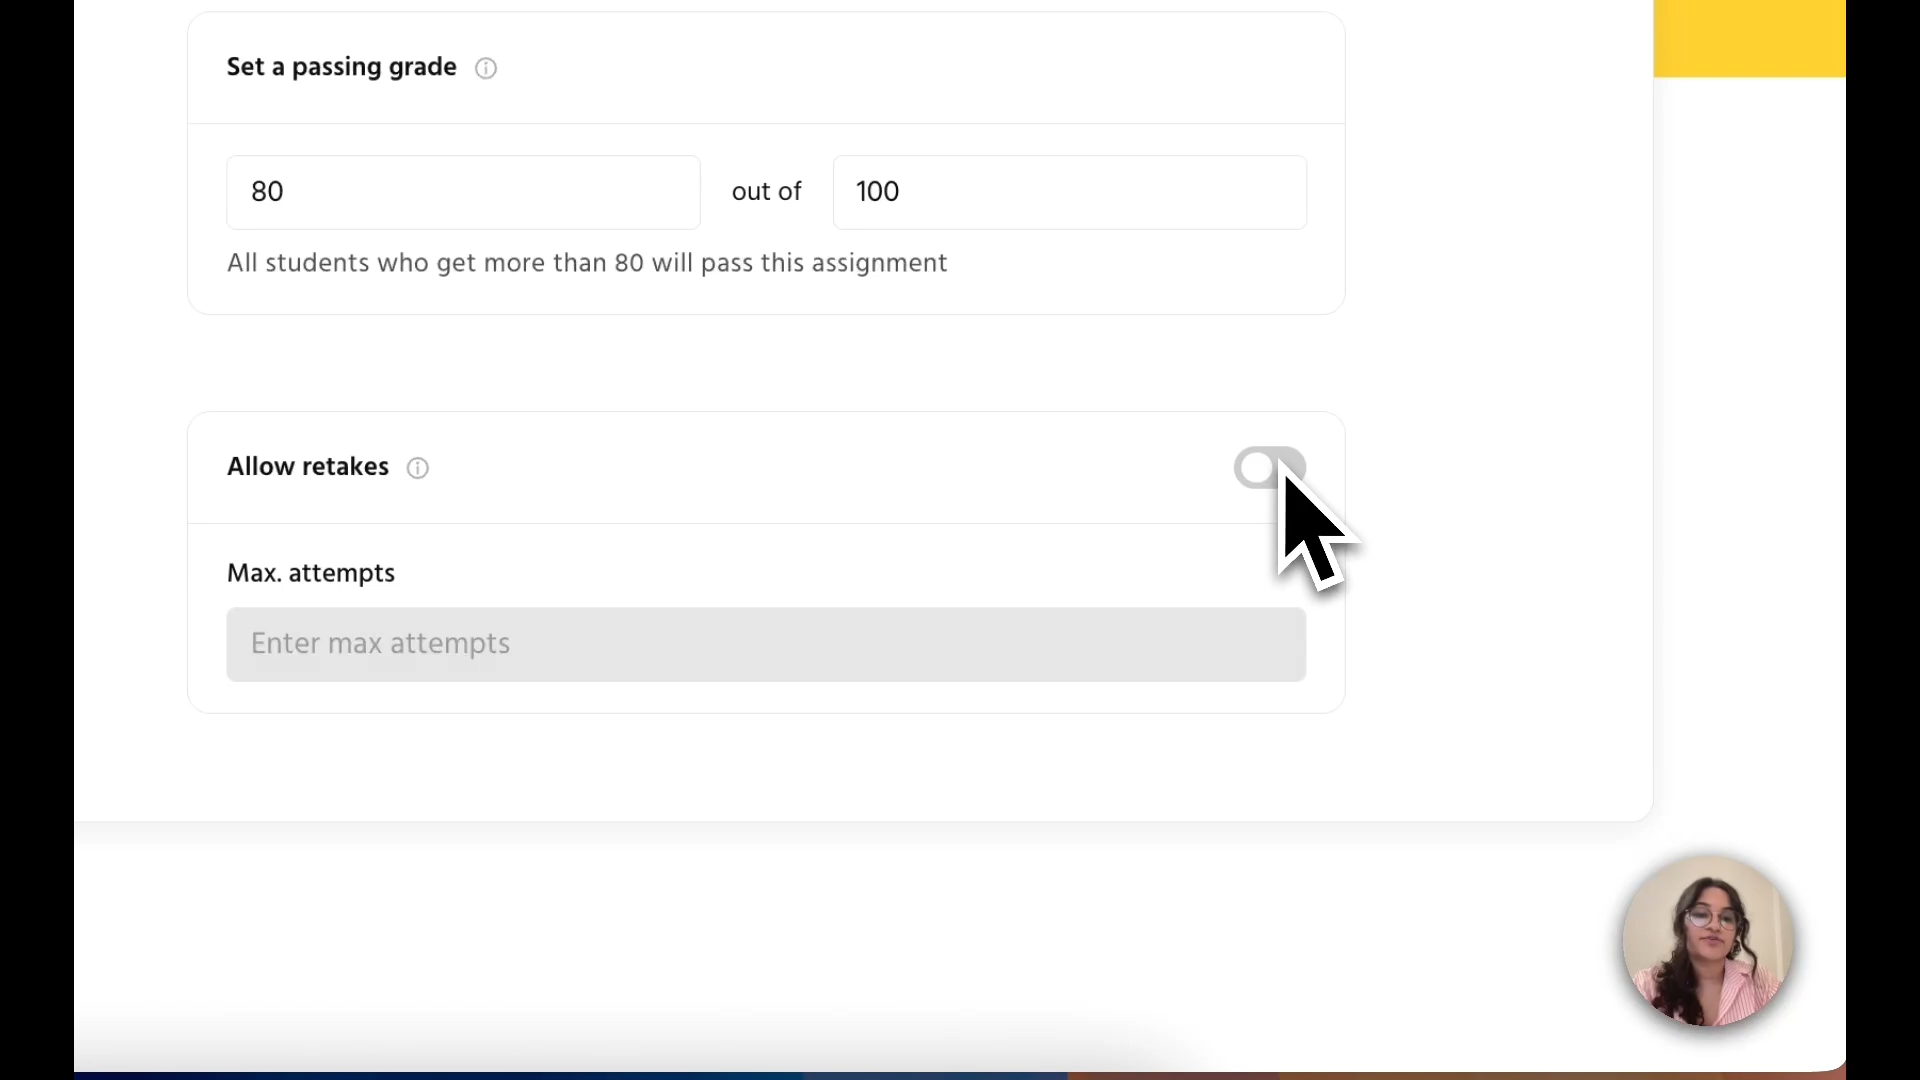 Set a passing grade
80 out of 100
All students who get more than 80 will pass this assignment
Allow retakes
Max. attempts
Enter max attempts